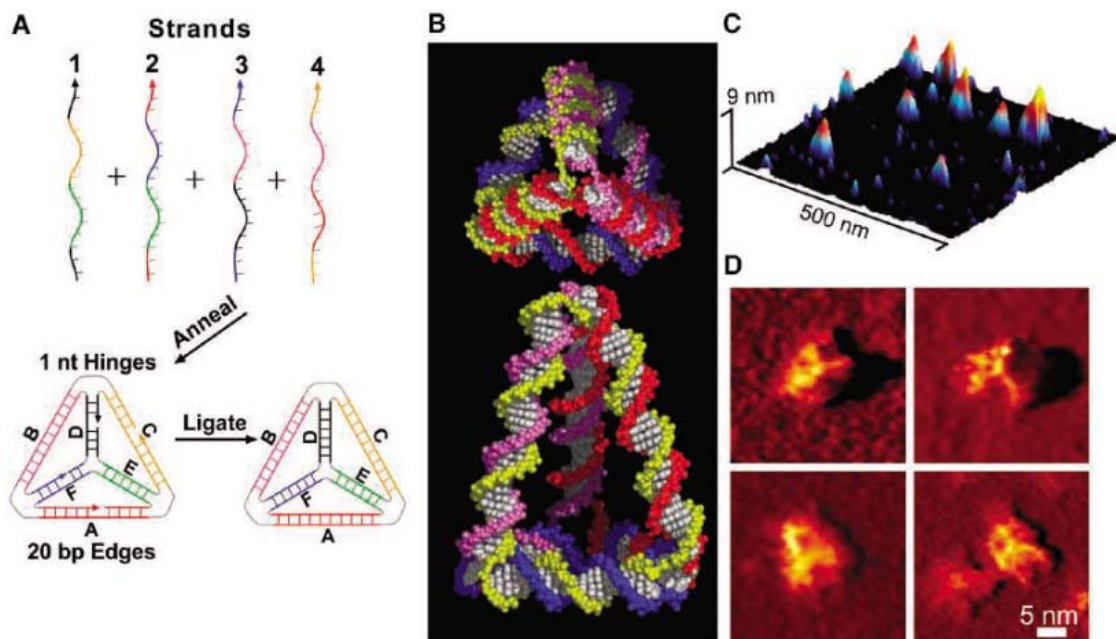 A
Strands
1
2
3
4
+
+
+
Anneal
1 nt Hinges
B
D
C
F
E
A
20 bp Edges
Ligate
B
D
C
F
E
A
B
C
9 nm
500 nm
D
5 nm